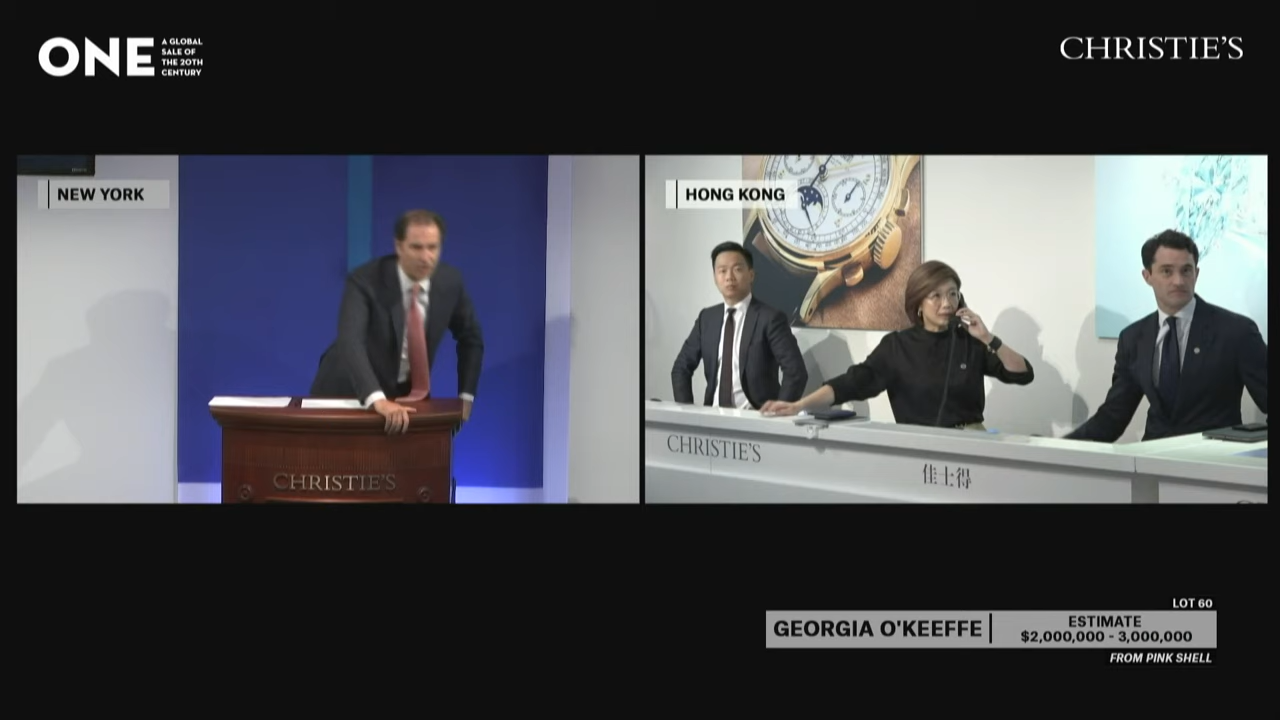 ONE
A GLOBAL
SALE OF
THE 20TH
CENTURY
CHRISTIE'S
NEW YORK
HONG KONG
CHRISTIE'S
CHRISTIE'S
佳士得
LOT 60
GEORGIA O'KEEFFE
ESTIMATE
$2,000,000 - 3,000,000
FROM PINK SHELL